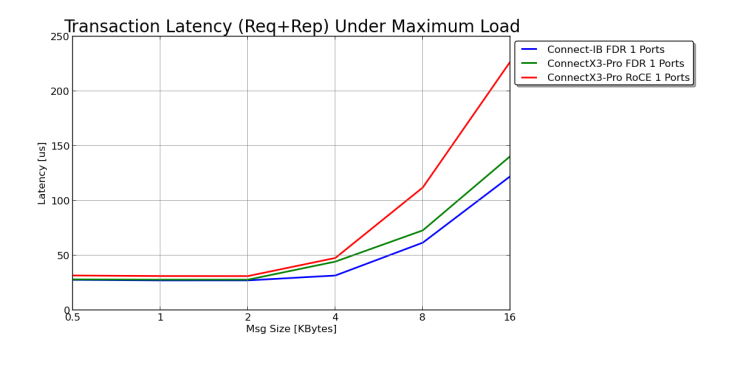 Transaction Latency (Req+Rep) Under Maximum Load
250
200
150
100
50
0
Latency [us]
0.5 1 2 4 8 16
Msg Size [KBytes]
Connect-IB FDR 1 Ports
ConnectX3-Pro FDR 1 Ports
ConnectX3-Pro RoCE 1 Ports